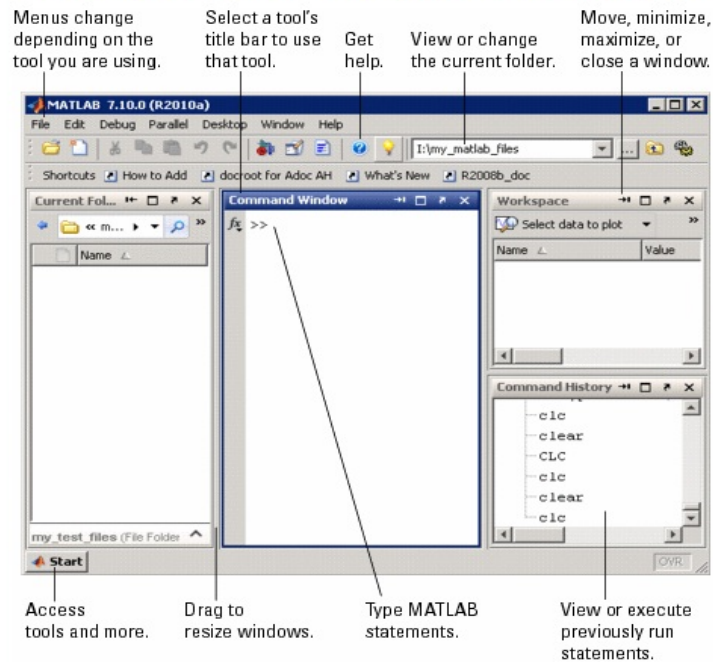 Menus change
depending on the
tool you are using.
Select a tool's
title bar to use
that tool.
Get
help.
View or change
the current folder.
Move, minimize,
maximize, or
close a window.
MATLAB 7.10.0 (R2010a)
File Edit Debug Parallel Desktop Window Help
I:\my_matlab_files
...
Shortcuts How to Add docroot for Adoc AH What's New R2008b_doc
Current Fol...
« m...
»
Name
my_test_files (File Folder
Command Window
fx >>
Workspace
Select data to plot
»
Name Value
Command History
clc
clear
CLC
clc
clear
clc
Start
OVR
Access
tools and more.
Drag to
resize windows.
Type MATLAB
statements.
View or execute
previously run
statements.